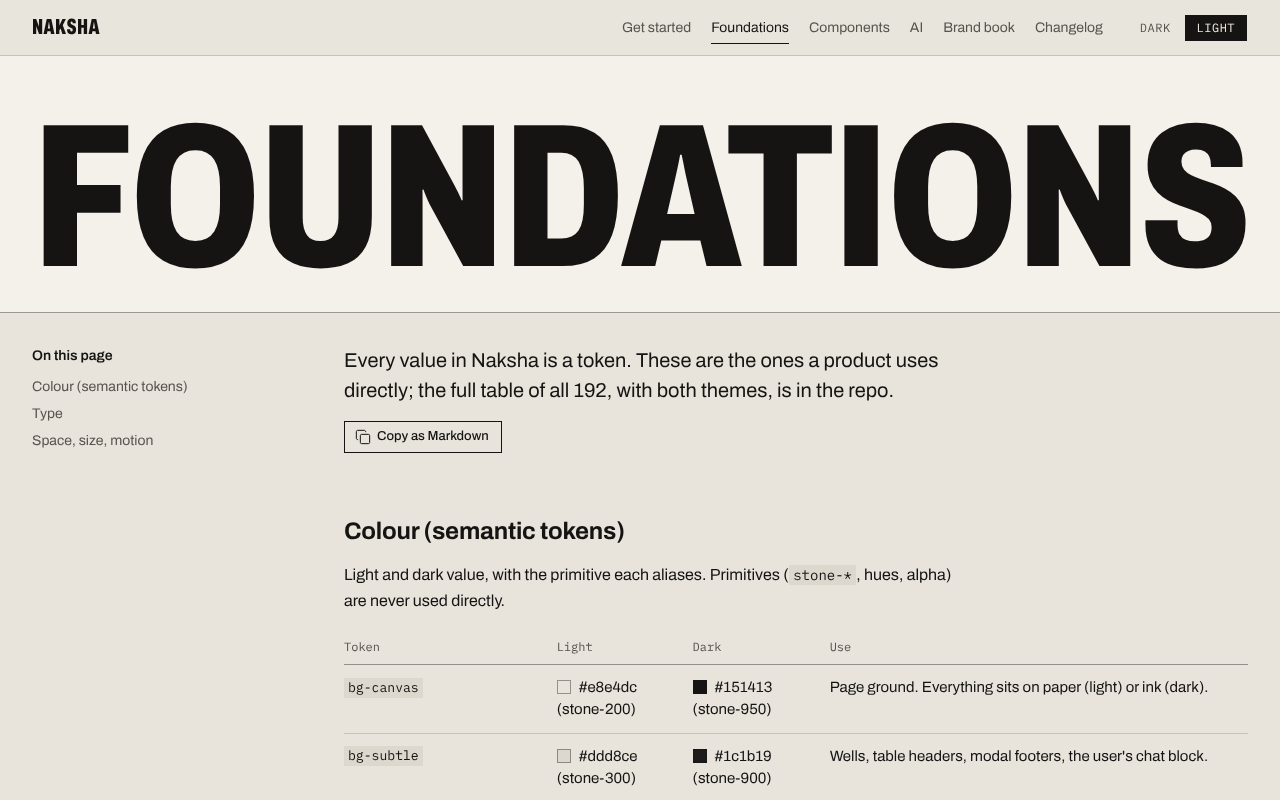 NAKSHA
Get started Foundations Components AI Brand book Changelog DARK LIGHT
FOUNDATIONS
On this page
Colour (semantic tokens)
Type
Space, size, motion
Every value in Naksha is a token. These are the ones a product uses
directly; the full table of all 192, with both themes, is in the repo.
Copy as Markdown
Colour (semantic tokens)
Light and dark value, with the primitive each aliases. Primitives (stone-*, hues, alpha)
are never used directly.
Token Light Dark Use
bg-canvas #e8e4dc #151413 Page ground. Everything sits on paper (light) or ink (dark).
(stone-200) (stone-950)
bg-subtle #ddd8ce #1c1b19 Wells, table headers, modal footers, the user's chat block.
(stone-300) (stone-900)